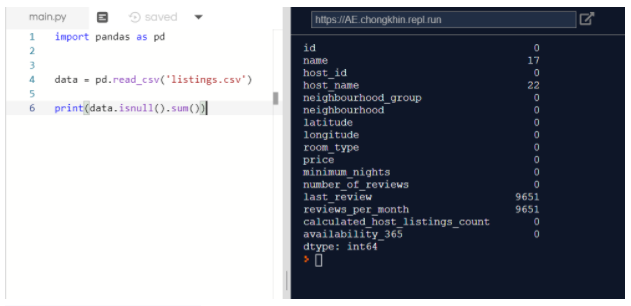 main.py saved
https://AE.chongkhin.repl.run
1 import pandas as pd
2
3
4 data = pd.read_csv('listings.csv')
5
6 print(data.isnull().sum())
id 0
name 17
host_id 0
host_name 22
neighbourhood_group 0
neighbourhood 0
latitude 0
longitude 0
room_type 0
price 0
minimum_nights 0
number_of_reviews 0
last_review 9651
reviews_per_month 9651
calculated_host_listings_count 0
availability_365 0
dtype: int64